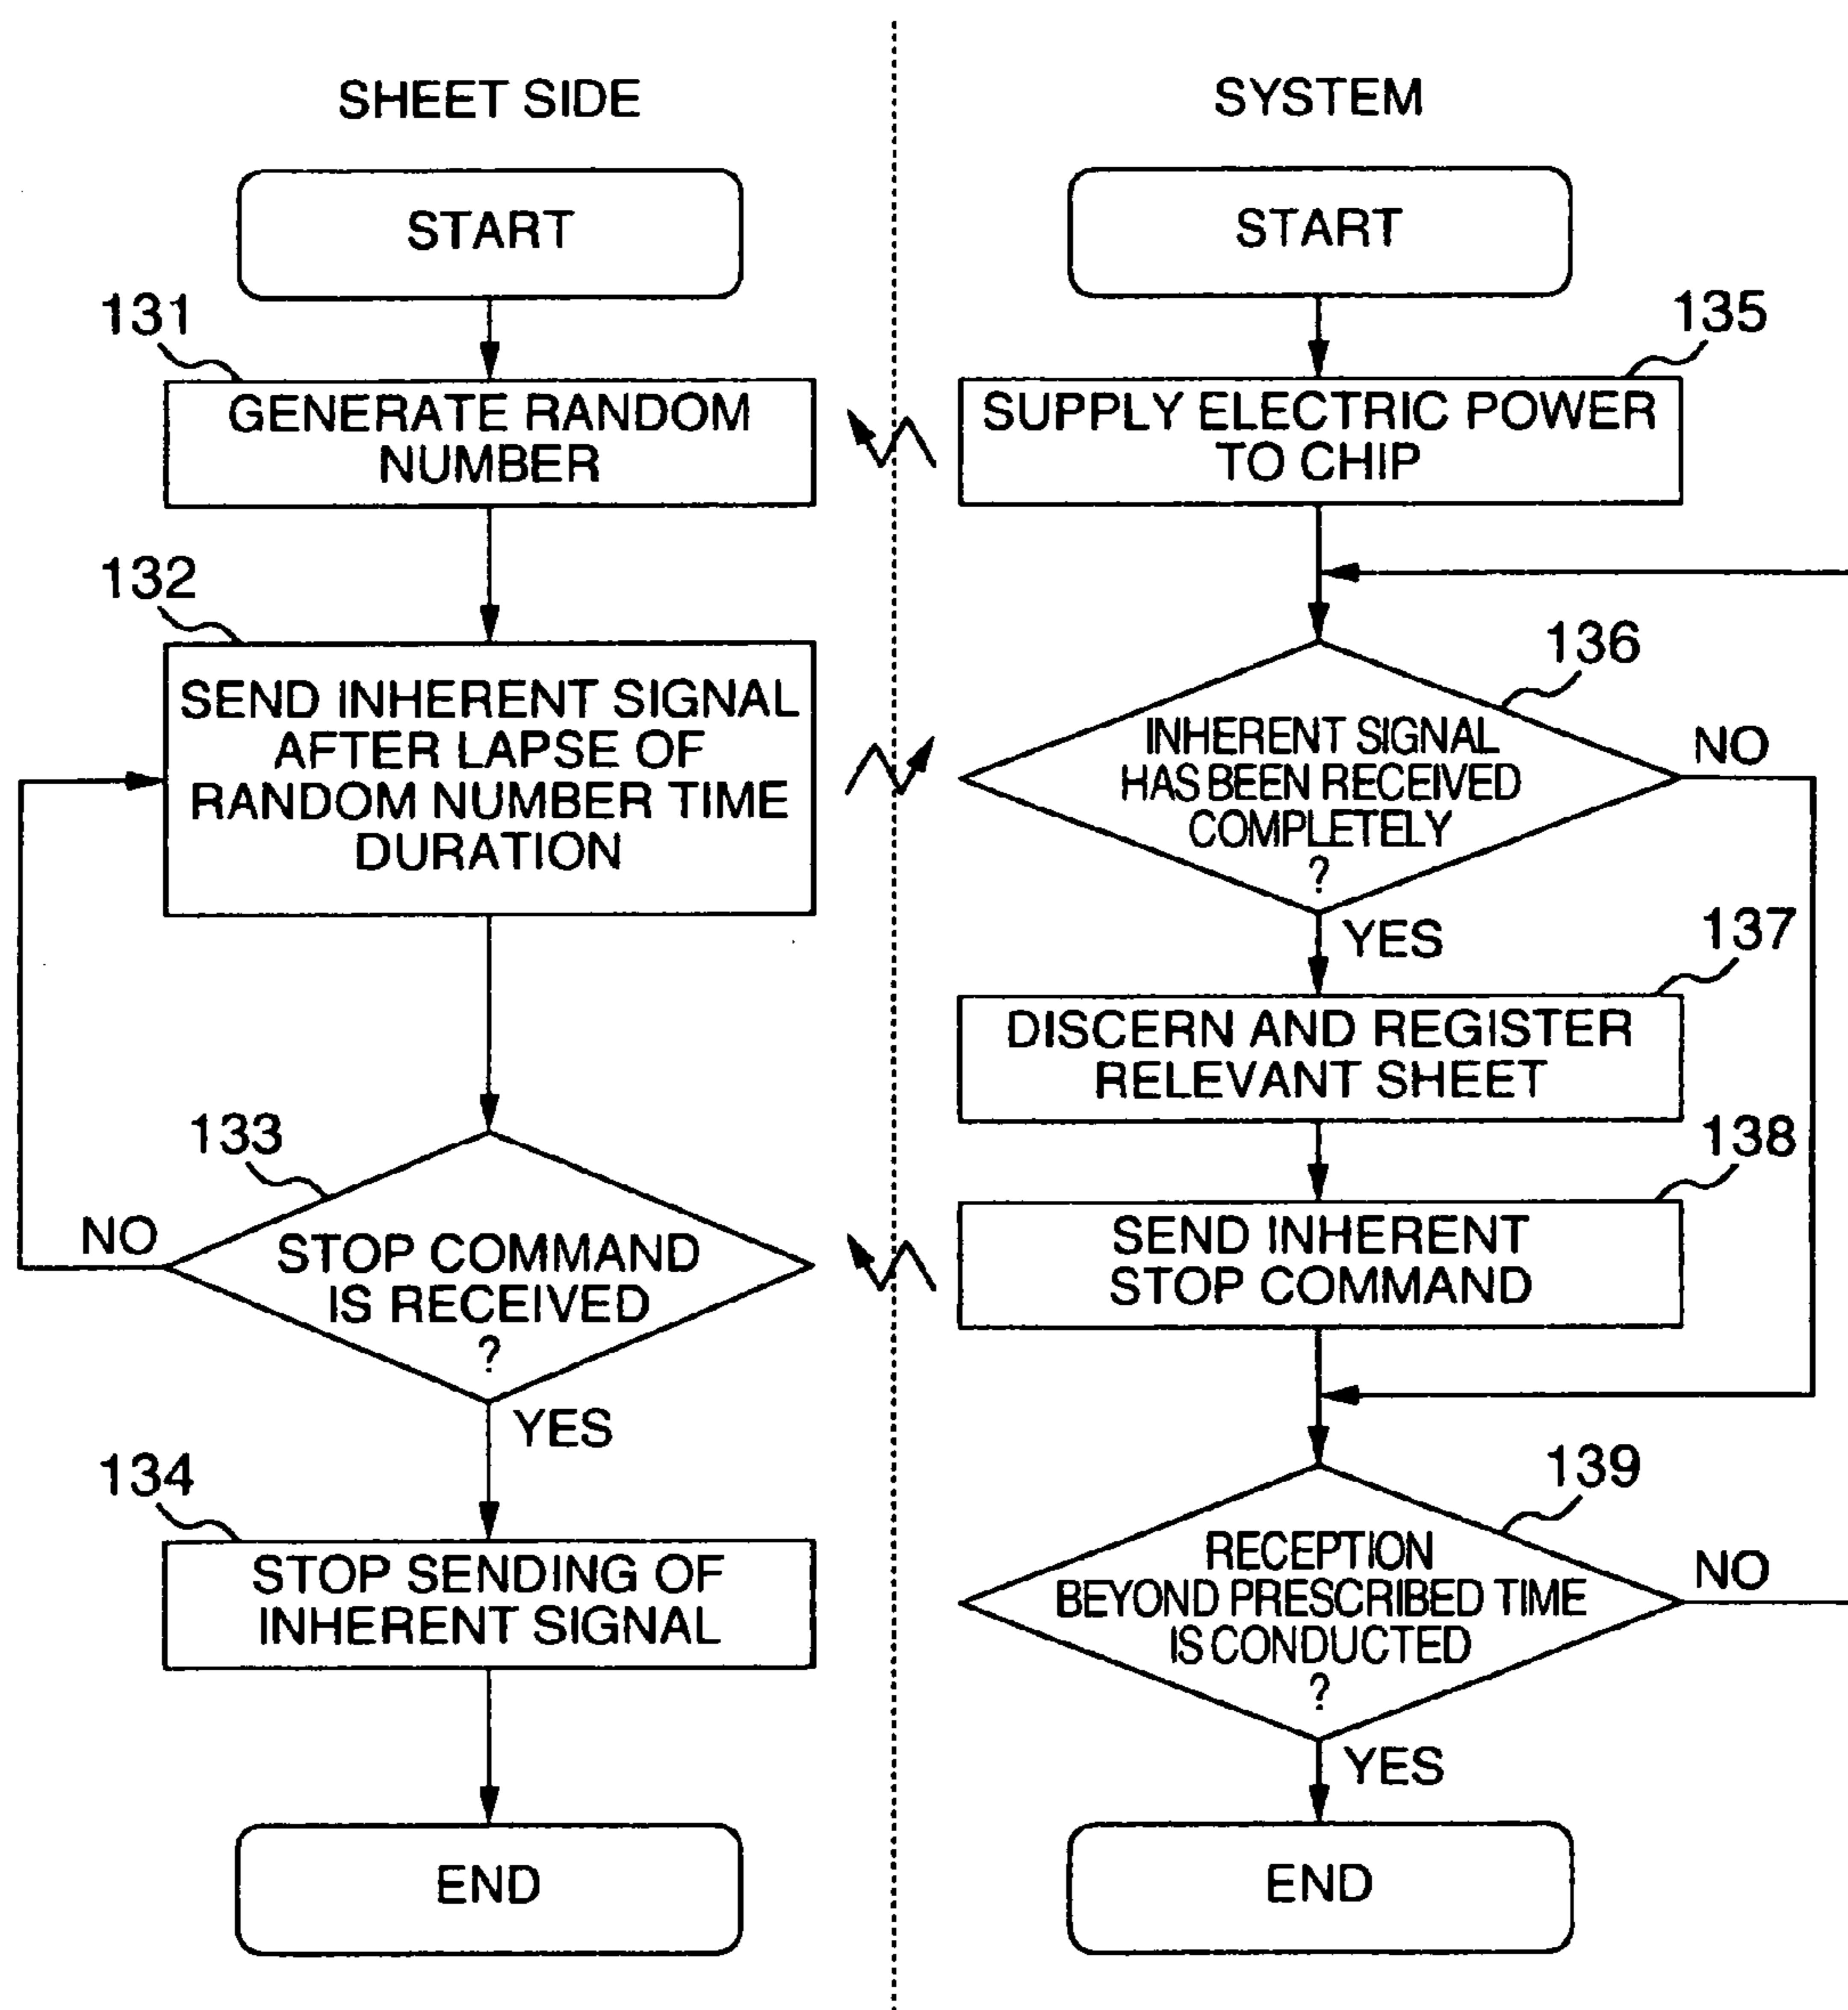 SHEET SIDE
START
131
GENERATE RANDOM
NUMBER
132
SEND INHERENT SIGNAL
AFTER LAPSE OF
RANDOM NUMBER TIME
DURATION
133
NO
STOP COMMAND
IS RECEIVED
?
YES
134
STOP SENDING OF
INHERENT SIGNAL
END
SYSTEM
START
135
SUPPLY ELECTRIC POWER
TO CHIP
136
INHERENT SIGNAL
HAS BEEN RECEIVED
COMPLETELY
?
NO
YES
137
DISCERN AND REGISTER
RELEVANT SHEET
138
SEND INHERENT
STOP COMMAND
139
RECEPTION
BEYOND PRESCRIBED TIME
IS CONDUCTED
?
NO
YES
END